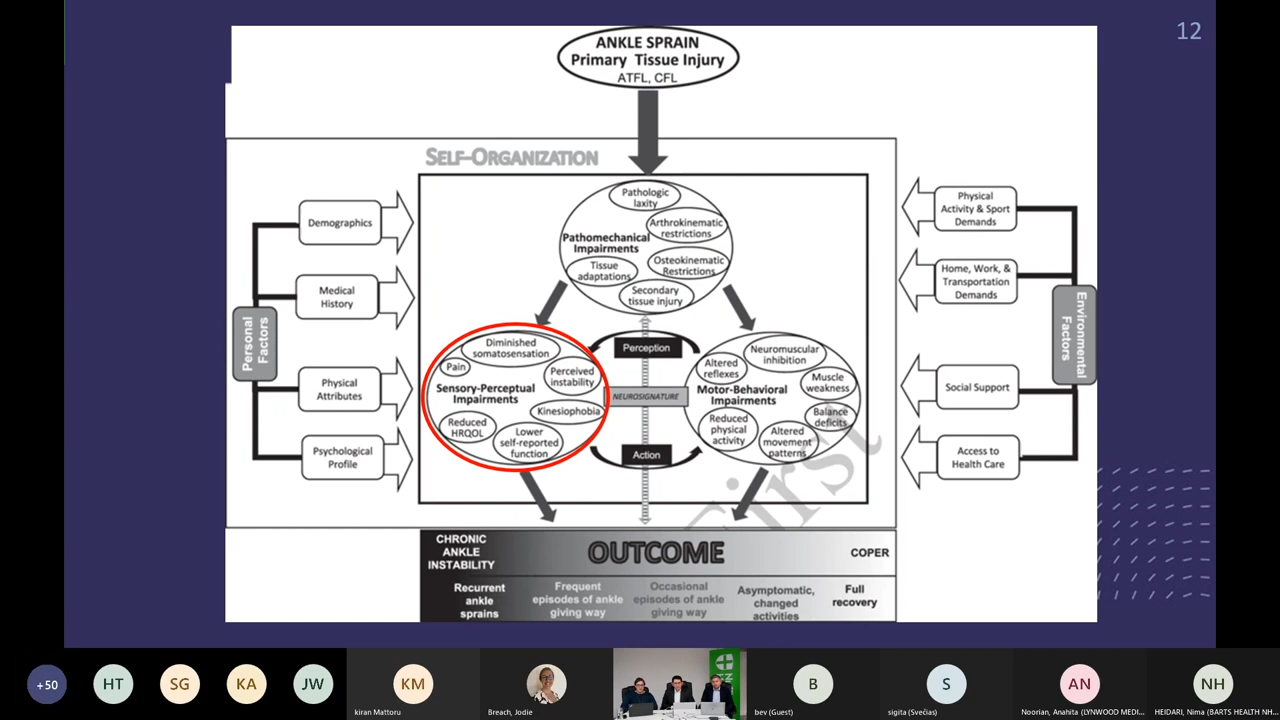 12
ANKLE SPRAIN
Primary Tissue Injury
ATFL, CFL
SELF-ORGANIZATION
Pathologic
laxity
Arthrokinematic
restrictions
Pathomechanical
Impairments
Osteokinematic
Restrictions
Tissue
adaptations
Secondary
tissue injury
Personal
Factors
Demographics
Medical
History
Physical
Attributes
Psychological
Profile
Diminished
somatosensation
Pain
Perceived
instability
Sensory-Perceptual
Impairments
Kinesiophobia
Reduced
HRQOL
Lower
self-reported
function
Perception
NEUROSIGNATURE
Action
Neuromuscular
inhibition
Altered
reflexes
Muscle
weakness
Motor-Behavioral
Impairments
Balance
deficits
Reduced
physical
activity
Altered
movement
patterns
Physical
Activity & Sport
Demands
Home, Work, &
Transportation
Demands
Social Support
Access to
Health Care
Environmental
Factors
First
CHRONIC
ANKLE
INSTABILITY
OUTCOME
COPER
Recurrent
ankle
sprains
Frequent
episodes of ankle
giving way
Occasional
episodes of ankle
giving way
Asymptomatic,
changed
activities
Full
recovery
+50
HT
SG
KA
JW
KM
kiran Mattoru
Breach, Jodie
B
bev (Guest)
S
sigita (Svečias)
AN
Noorian, Anahita (LYNWOOD MEDI...
NH
HEIDARI, Nima (BARTS HEALTH NH...